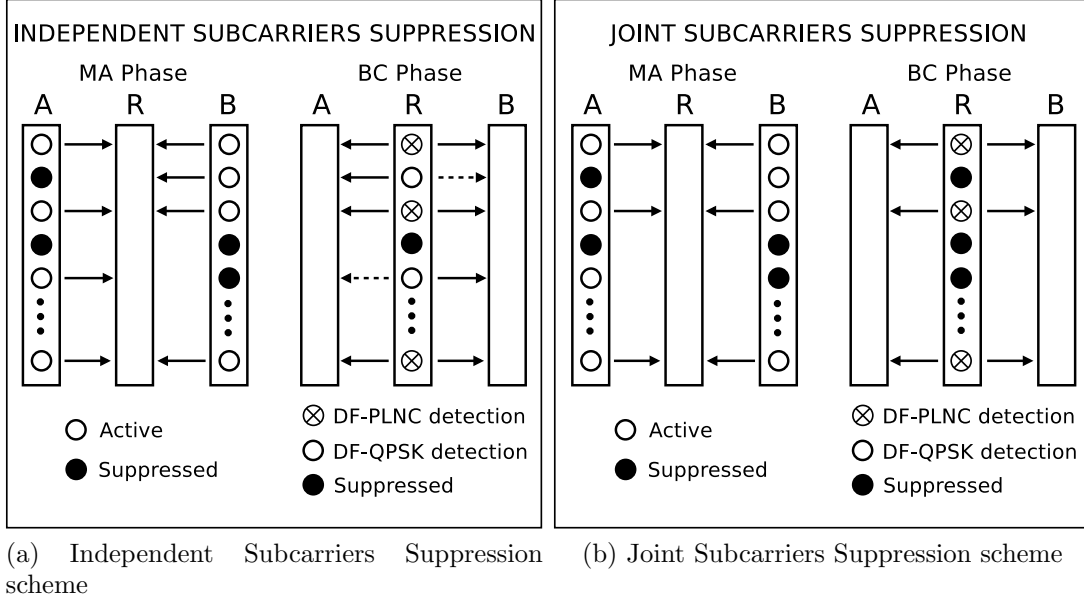 INDEPENDENT SUBCARRIERS SUPPRESSION
MA Phase
BC Phase
A
R
B
A
R
B
Active
Suppressed
DF-PLNC detection
DF-QPSK detection
Suppressed
(a) Independent Subcarriers Suppression
scheme
JOINT SUBCARRIERS SUPPRESSION
MA Phase
BC Phase
A
R
B
A
R
B
Active
Suppressed
DF-PLNC detection
DF-QPSK detection
Suppressed
(b) Joint Subcarriers Suppression scheme